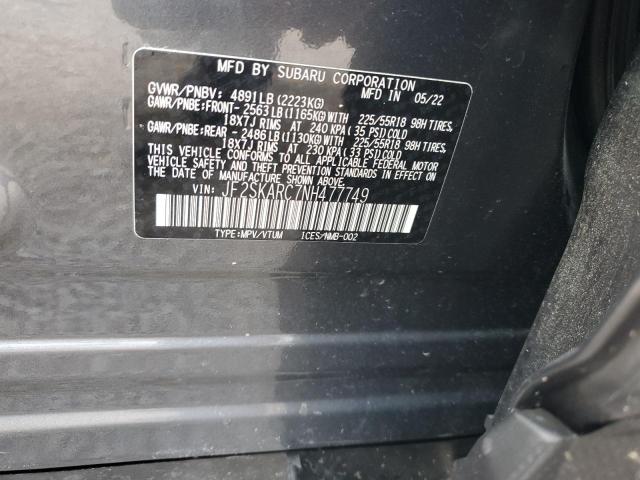 MFD BY SUBARU CORPORATION
MFD IN 05/22
GVWR/PNBV: 4891LB(2223KG)
GAWR/PNBE:FRONT-2563LB(1165KG)WITH 225/55R18 98H TIRES,
18X7J RIMS AT 240 KPA(35 PSI)COLD
GAWR/PNBE:REAR -2486LB(1130KG)WITH 225/55R18 98H TIRES,
18X7J RIMS AT 230 KPA(33 PSI)COLD
THIS VEHICLE CONFORMS TO ALL APPLICABLE FEDERAL MOTOR
VEHICLE SAFETY AND BUMPER STANDARDS IN EFFECT ON THE
DATE OF MANUFACTURE SHOWN ABOVE.
VIN: JF2SKARC7NH477749
TYPE:MPV/VTUM ICES/NMB-002